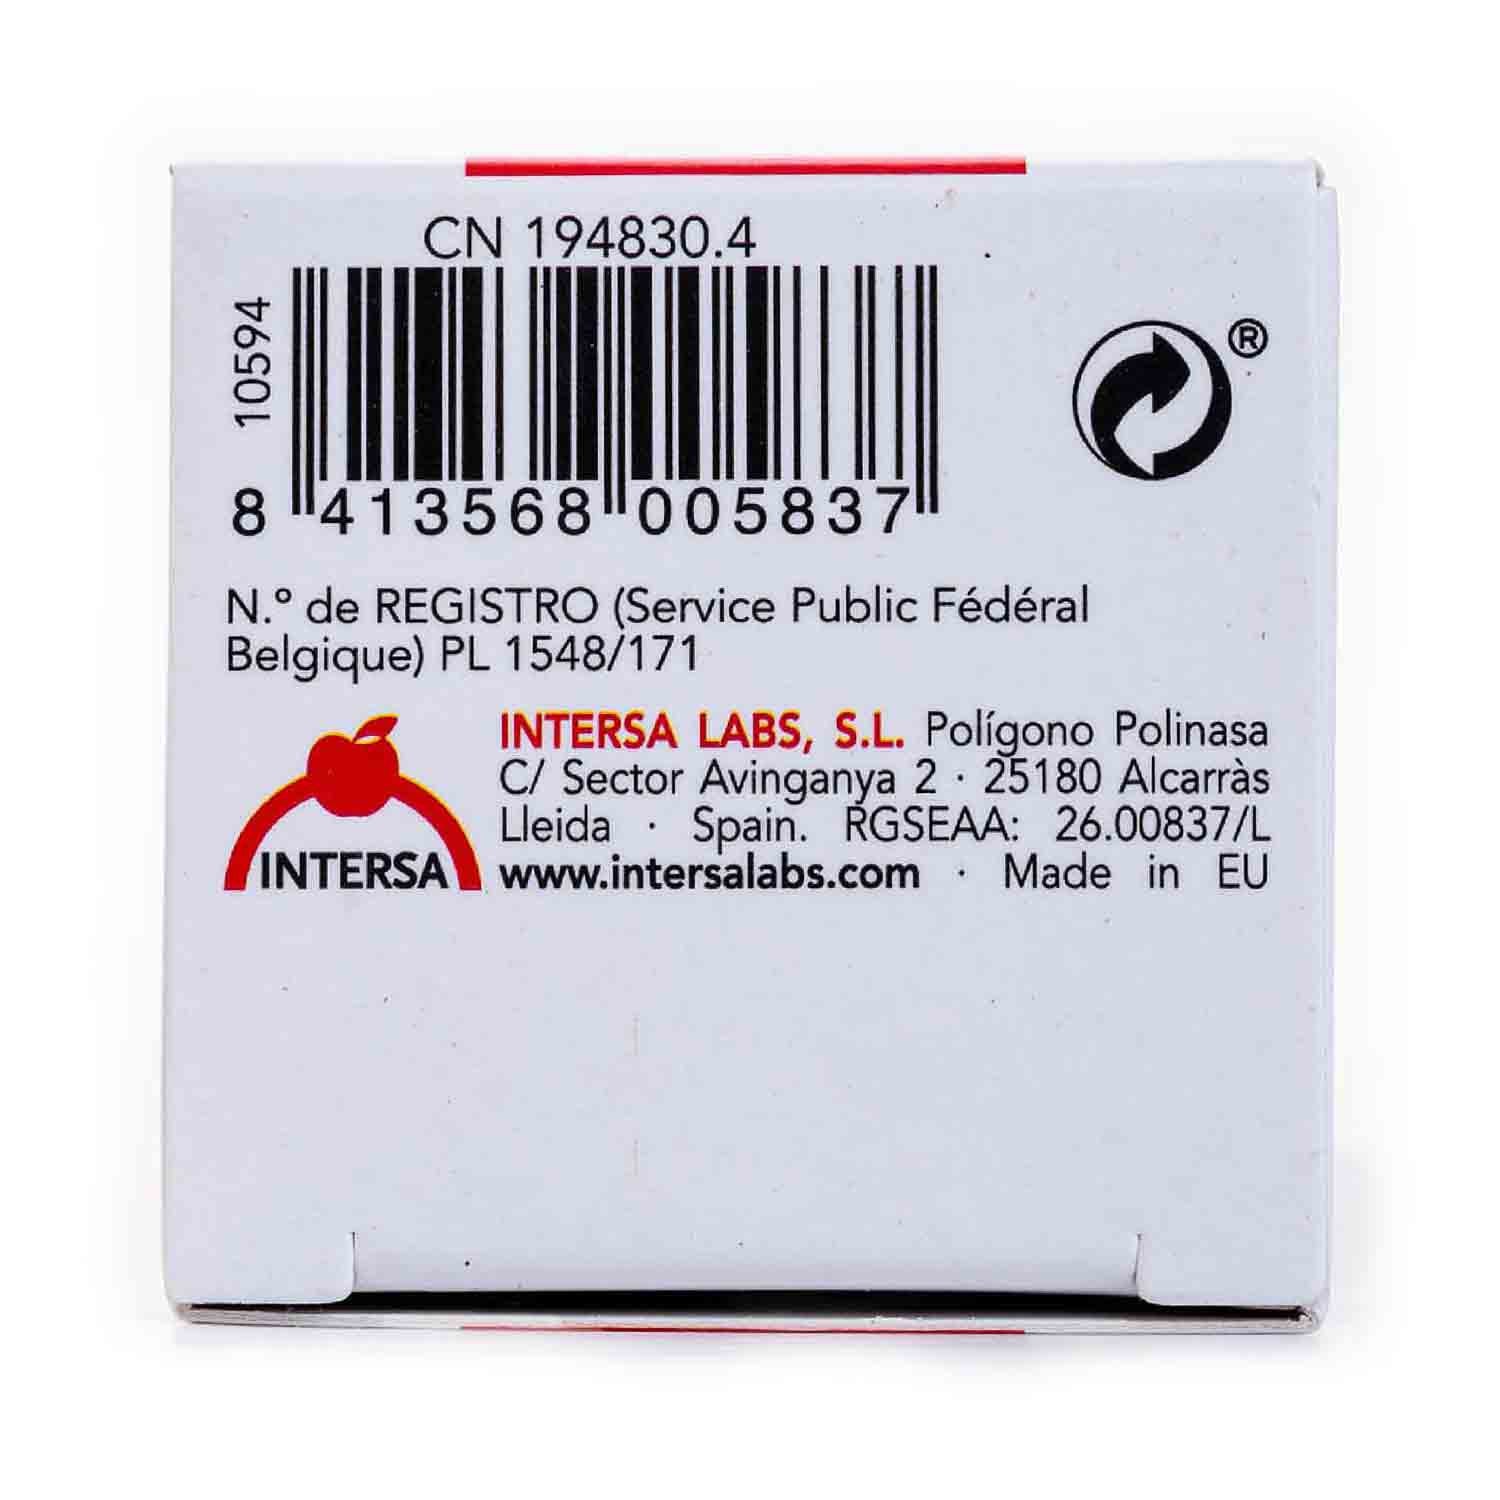 CN 194830.4
10594
8 413568 005837
®
N.º de REGISTRO (Service Public Fédéral
Belgique) PL 1548/171
INTERSA
INTERSA LABS, S.L. Polígono Polinasa
C/ Sector Avinganya 2 · 25180 Alcarràs
Lleida · Spain. RGSEAA: 26.00837/L
www.intersalabs.com · Made in EU